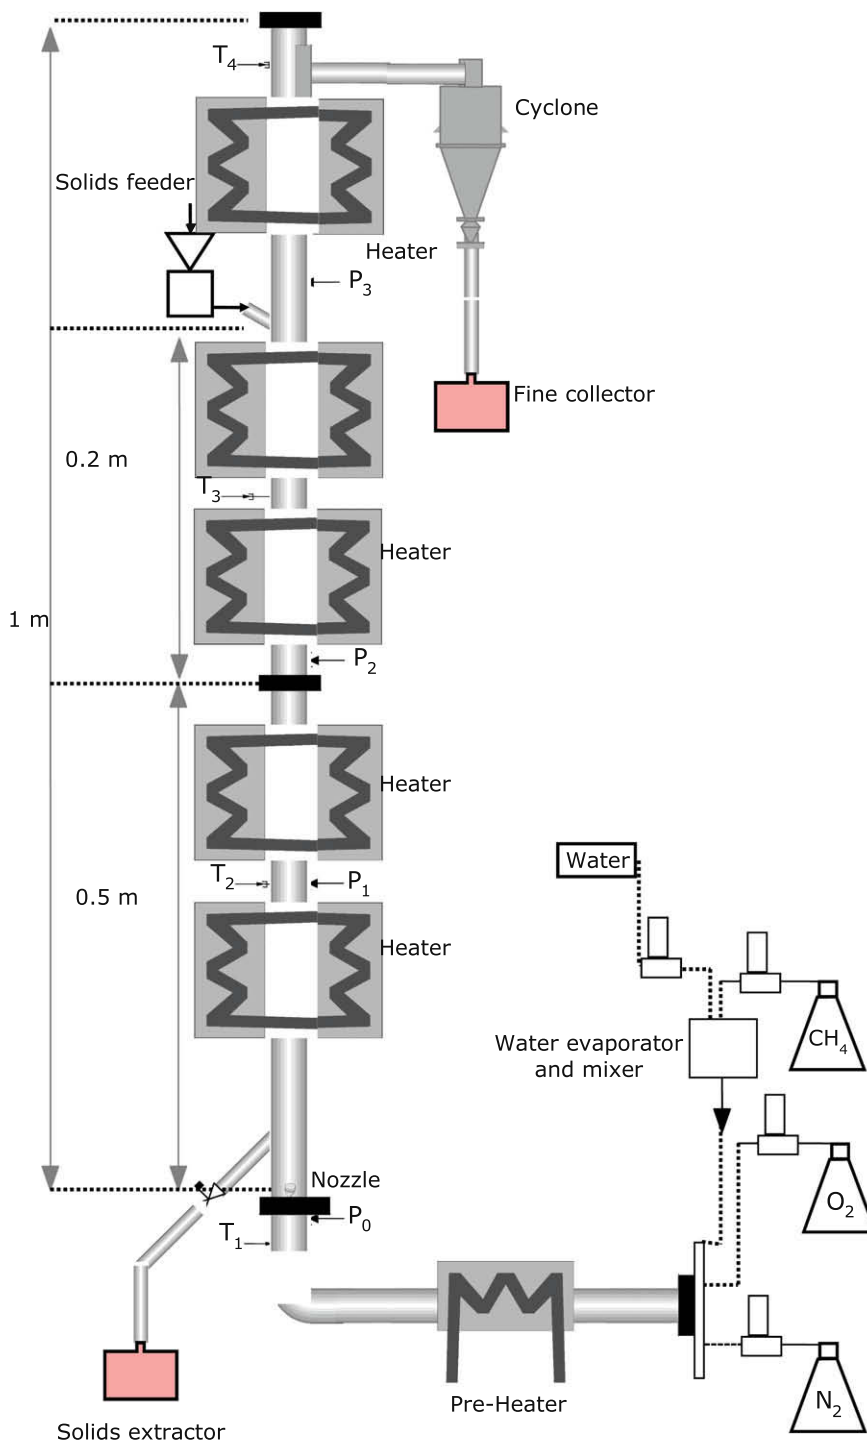 T4
Cyclone
Solids feeder
Heater
P3
Fine collector
0.2 m
T3
Heater
1 m
P2
Heater
Water
T2
P1
0.5 m
Heater
CH4
Water evaporator
and mixer
Nozzle
O2
P0
T1
N2
Pre-Heater
Solids extractor